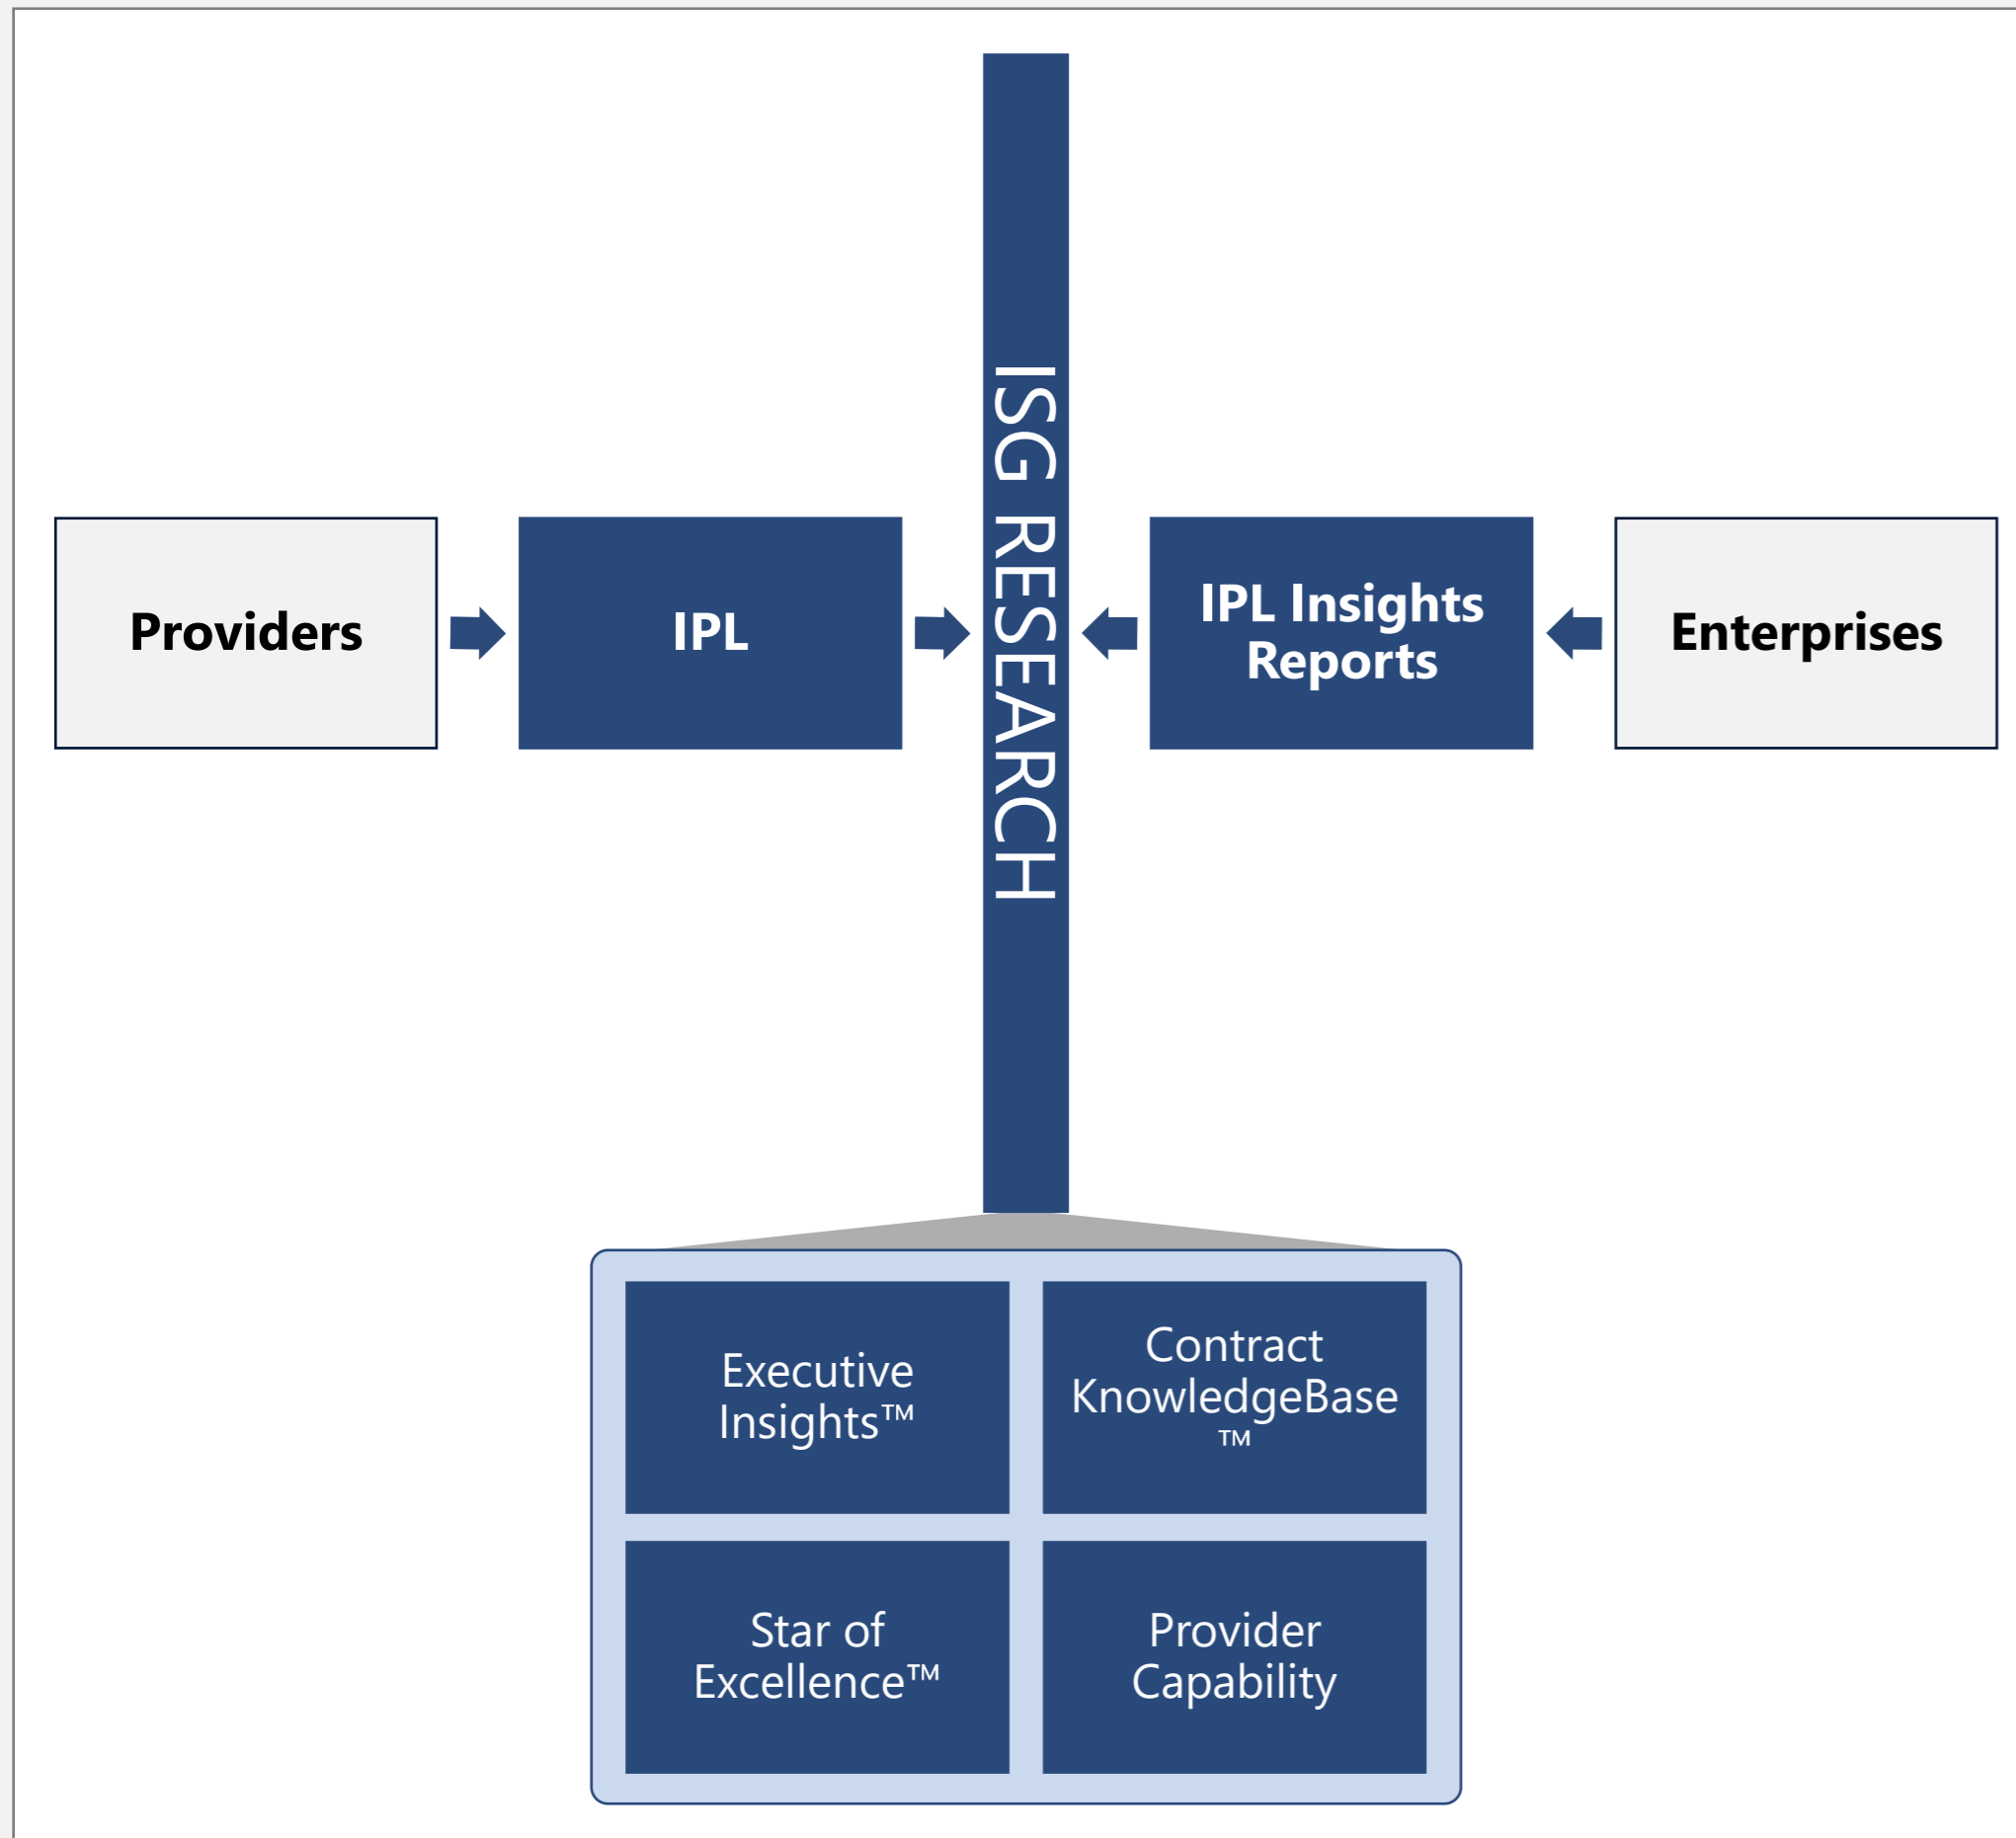 ISG RESEARCH
Providers
IPL
IPL Insights
Reports
Enterprises
Executive
Insights™
Contract
KnowledgeBase
™
Star of
Excellence™
Provider
Capability